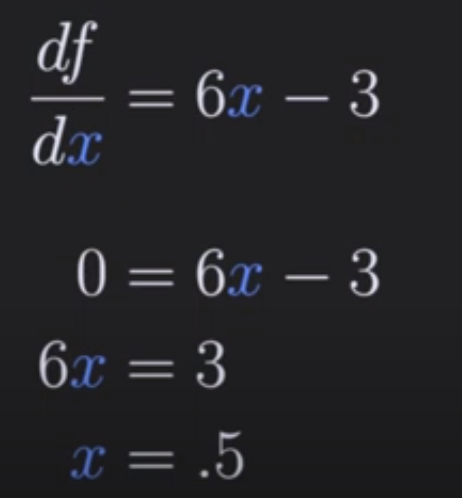 df/dx = 6x − 3
0 = 6x − 3
6x = 3
x = .5